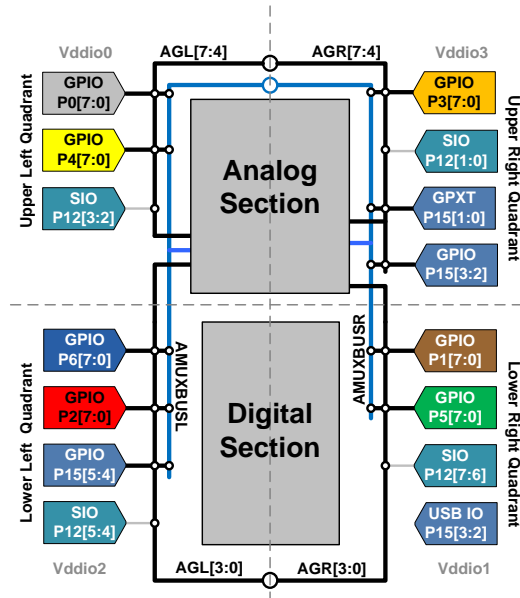 AGL[7:4]
AGR[7:4]
Vddio0
Vddio3
Upper Left Quadrant
GPIO
P0[7:0]
GPIO
P4[7:0]
SIO
P12[3:2]
Analog
Section
GPIO
P3[7:0]
SIO
P12[1:0]
GPXT
P15[1:0]
GPIO
P15[3:2]
Upper Right Quadrant
Lower Left Quadrant
GPIO
P6[7:0]
GPIO
P2[7:0]
GPIO
P15[5:4]
SIO
P12[5:4]
AMUXBUSL
Digital
Section
AMUXBUSR
GPIO
P1[7:0]
GPIO
P5[7:0]
SIO
P12[7:6]
USB IO
P15[3:2]
Lower Right Quadrant
Vddio2
AGL[3:0]
AGR[3:0]
Vddio1